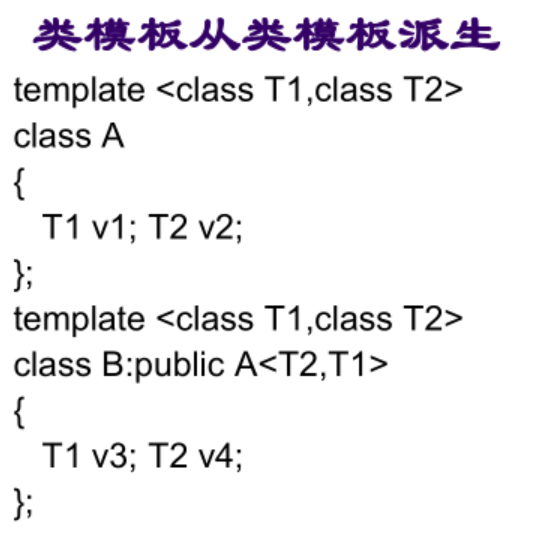 类模板从类模板派生
template <class T1,class T2>
class A
{
T1 v1; T2 v2;
};
template <class T1,class T2>
class B:public A<T2,T1>
{
T1 v3; T2 v4;
};